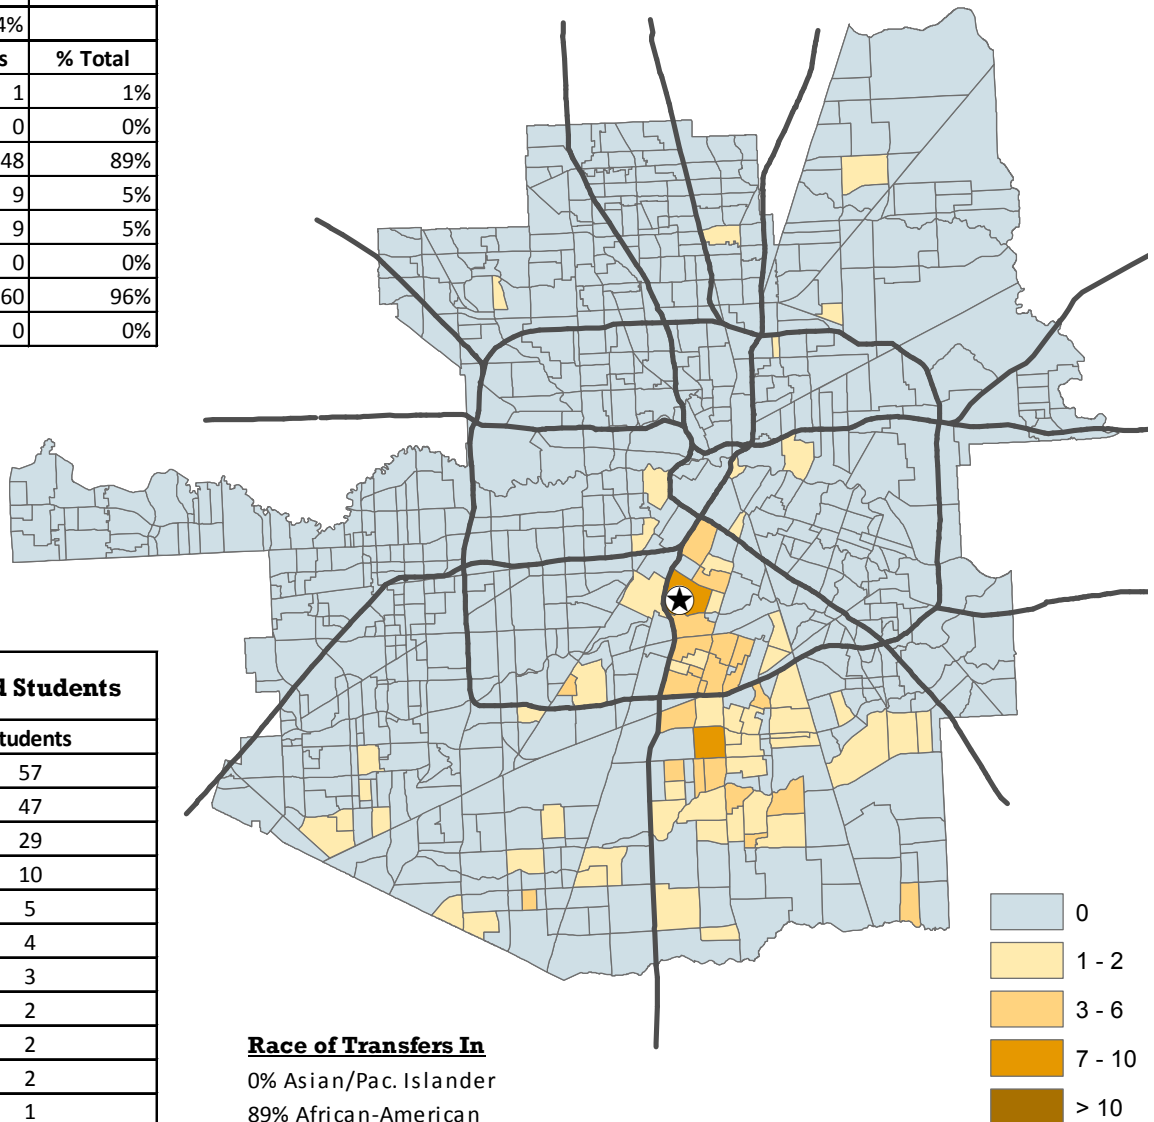 4%
s % Total
1 1%
0 0%
48 89%
9 5%
9 5%
0 0%
60 96%
0 0%
d Students
tudents
57
47
29
10
5
4
3
2
2
2
1
0
1 - 2
3 - 6
7 - 10
> 10
Race of Transfers In
0% Asian/Pac. Islander
89% African-American